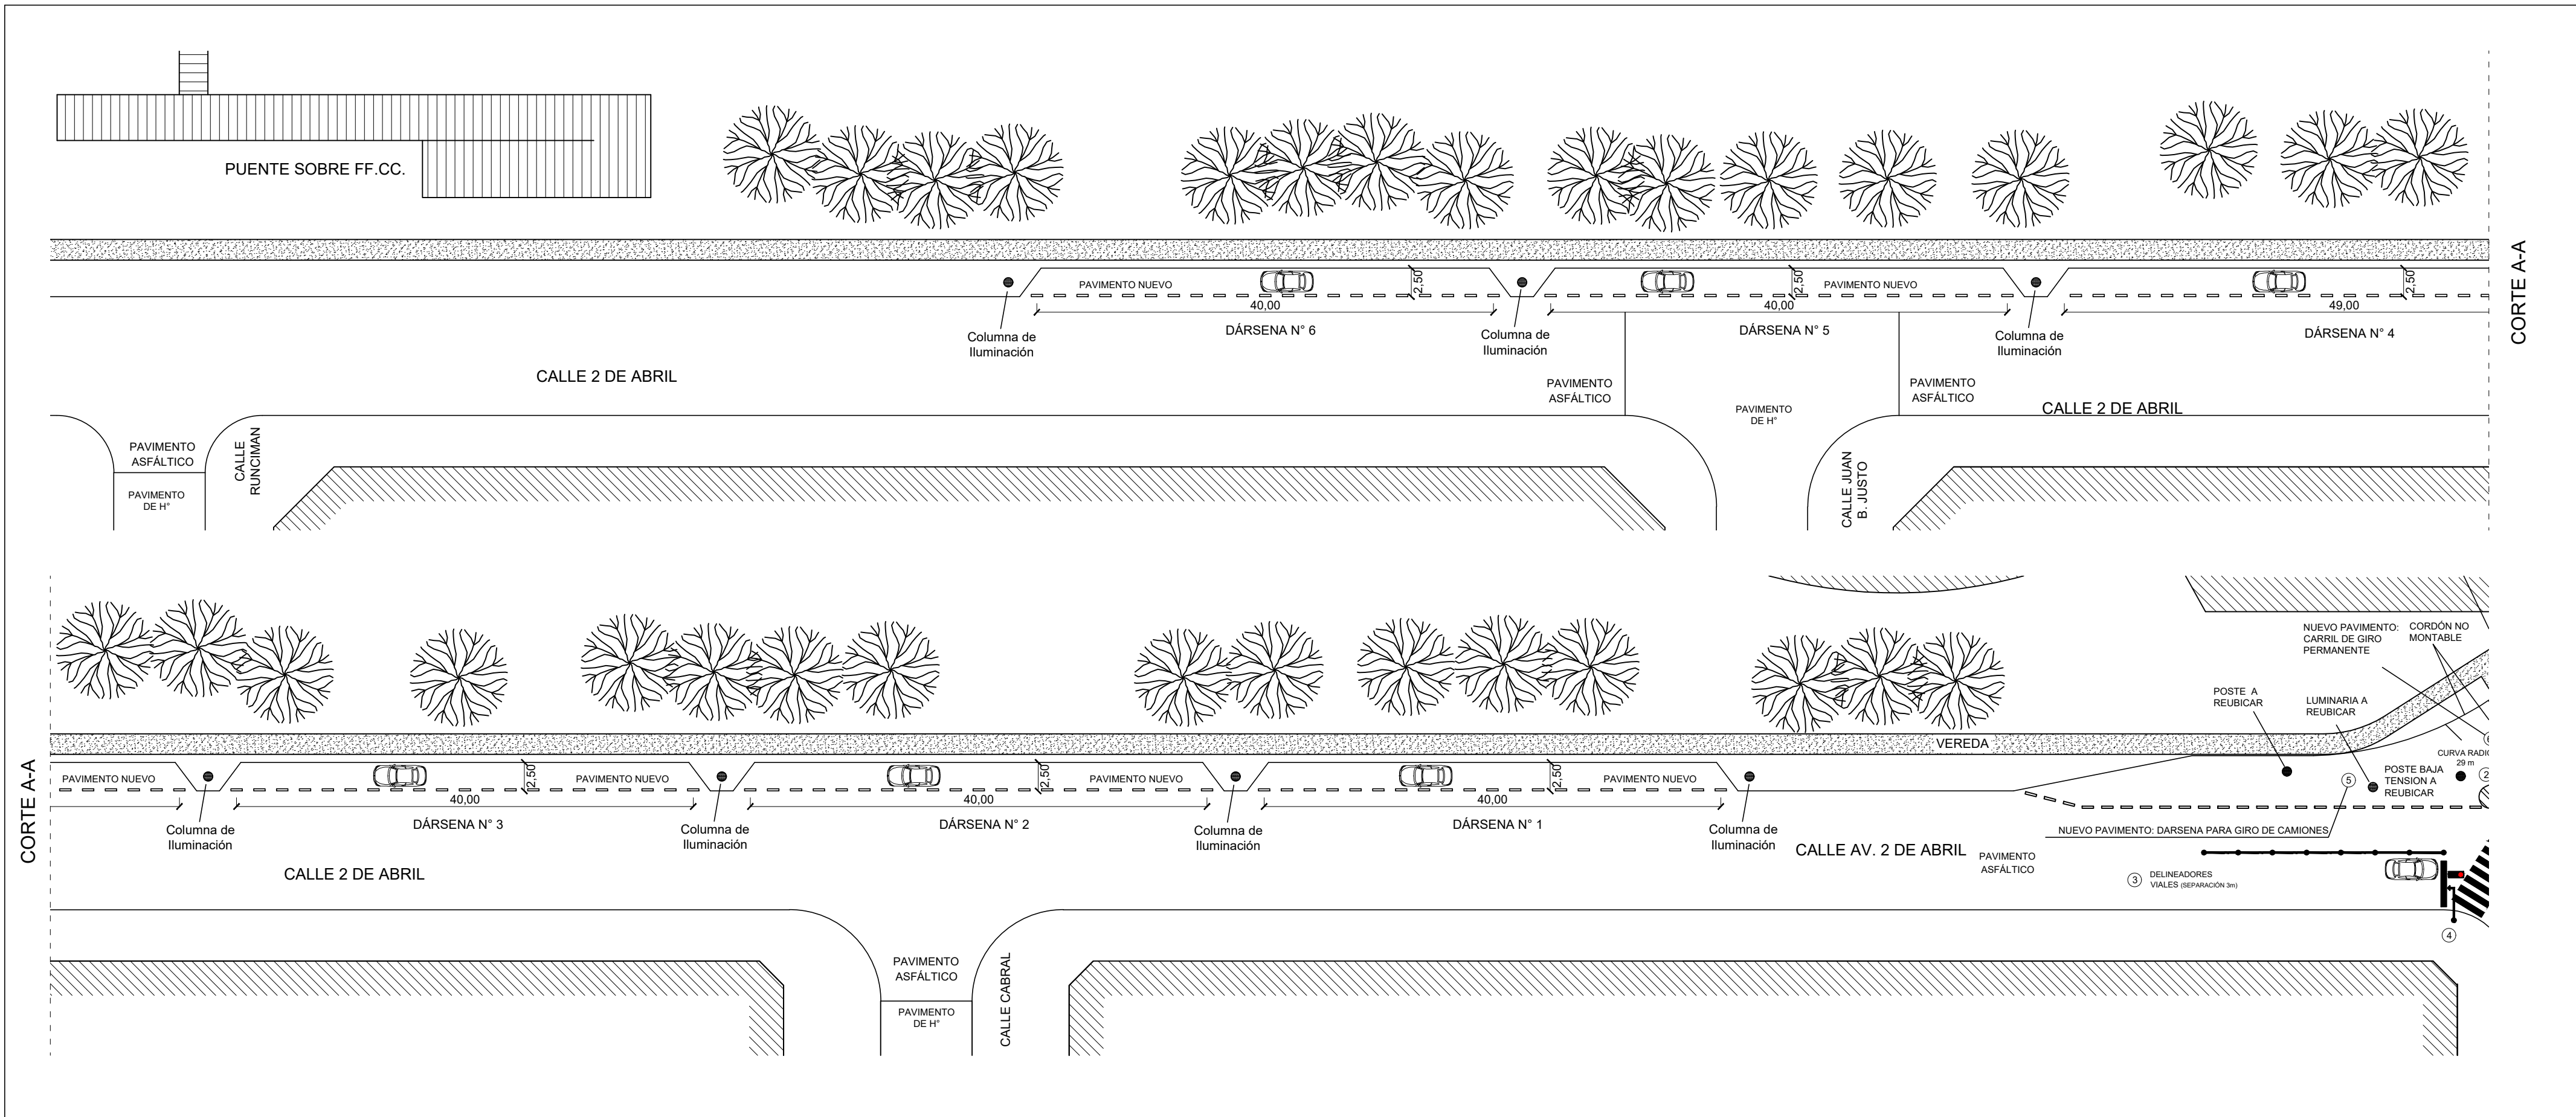 PUENTE SOBRE FF.CC.
PAVIMENTO NUEVO
2,50
2,50
PAVIMENTO NUEVO
2,50
40,00
40,00
49,00
Columna de
Iluminación
DÁRSENA N° 6
Columna de
Iluminación
DÁRSENA N° 5
Columna de
Iluminación
DÁRSENA N° 4
CORTE A-A
CALLE 2 DE ABRIL
PAVIMENTO
ASFÁLTICO
PAVIMENTO
DE H°
PAVIMENTO
ASFÁLTICO
CALLE 2 DE ABRIL
PAVIMENTO
ASFÁLTICO
CALLE
RUNCIMAN
PAVIMENTO
DE H°
CALLE JUAN
B. JUSTO
NUEVO PAVIMENTO:
CARRIL DE GIRO
PERMANENTE
CORDÓN NO
MONTABLE
POSTE A
REUBICAR
LUMINARIA A
REUBICAR
VEREDA
CURVA RADIO
29 m
CORTE A-A
PAVIMENTO NUEVO
2,50
PAVIMENTO NUEVO
2,50
PAVIMENTO NUEVO
2,50
PAVIMENTO NUEVO
5
POSTE BAJA
TENSION A
REUBICAR
2
40,00
40,00
40,00
Columna de
Iluminación
DÁRSENA N° 3
Columna de
Iluminación
DÁRSENA N° 2
Columna de
Iluminación
DÁRSENA N° 1
Columna de
Iluminación
NUEVO PAVIMENTO: DARSENA PARA GIRO DE CAMIONES
CALLE AV. 2 DE ABRIL
PAVIMENTO
ASFÁLTICO
CALLE 2 DE ABRIL
3
DELINEADORES
VIALES (SEPARACIÓN 3m)
4
PAVIMENTO
ASFÁLTICO
CALLE CABRAL
PAVIMENTO
DE H°